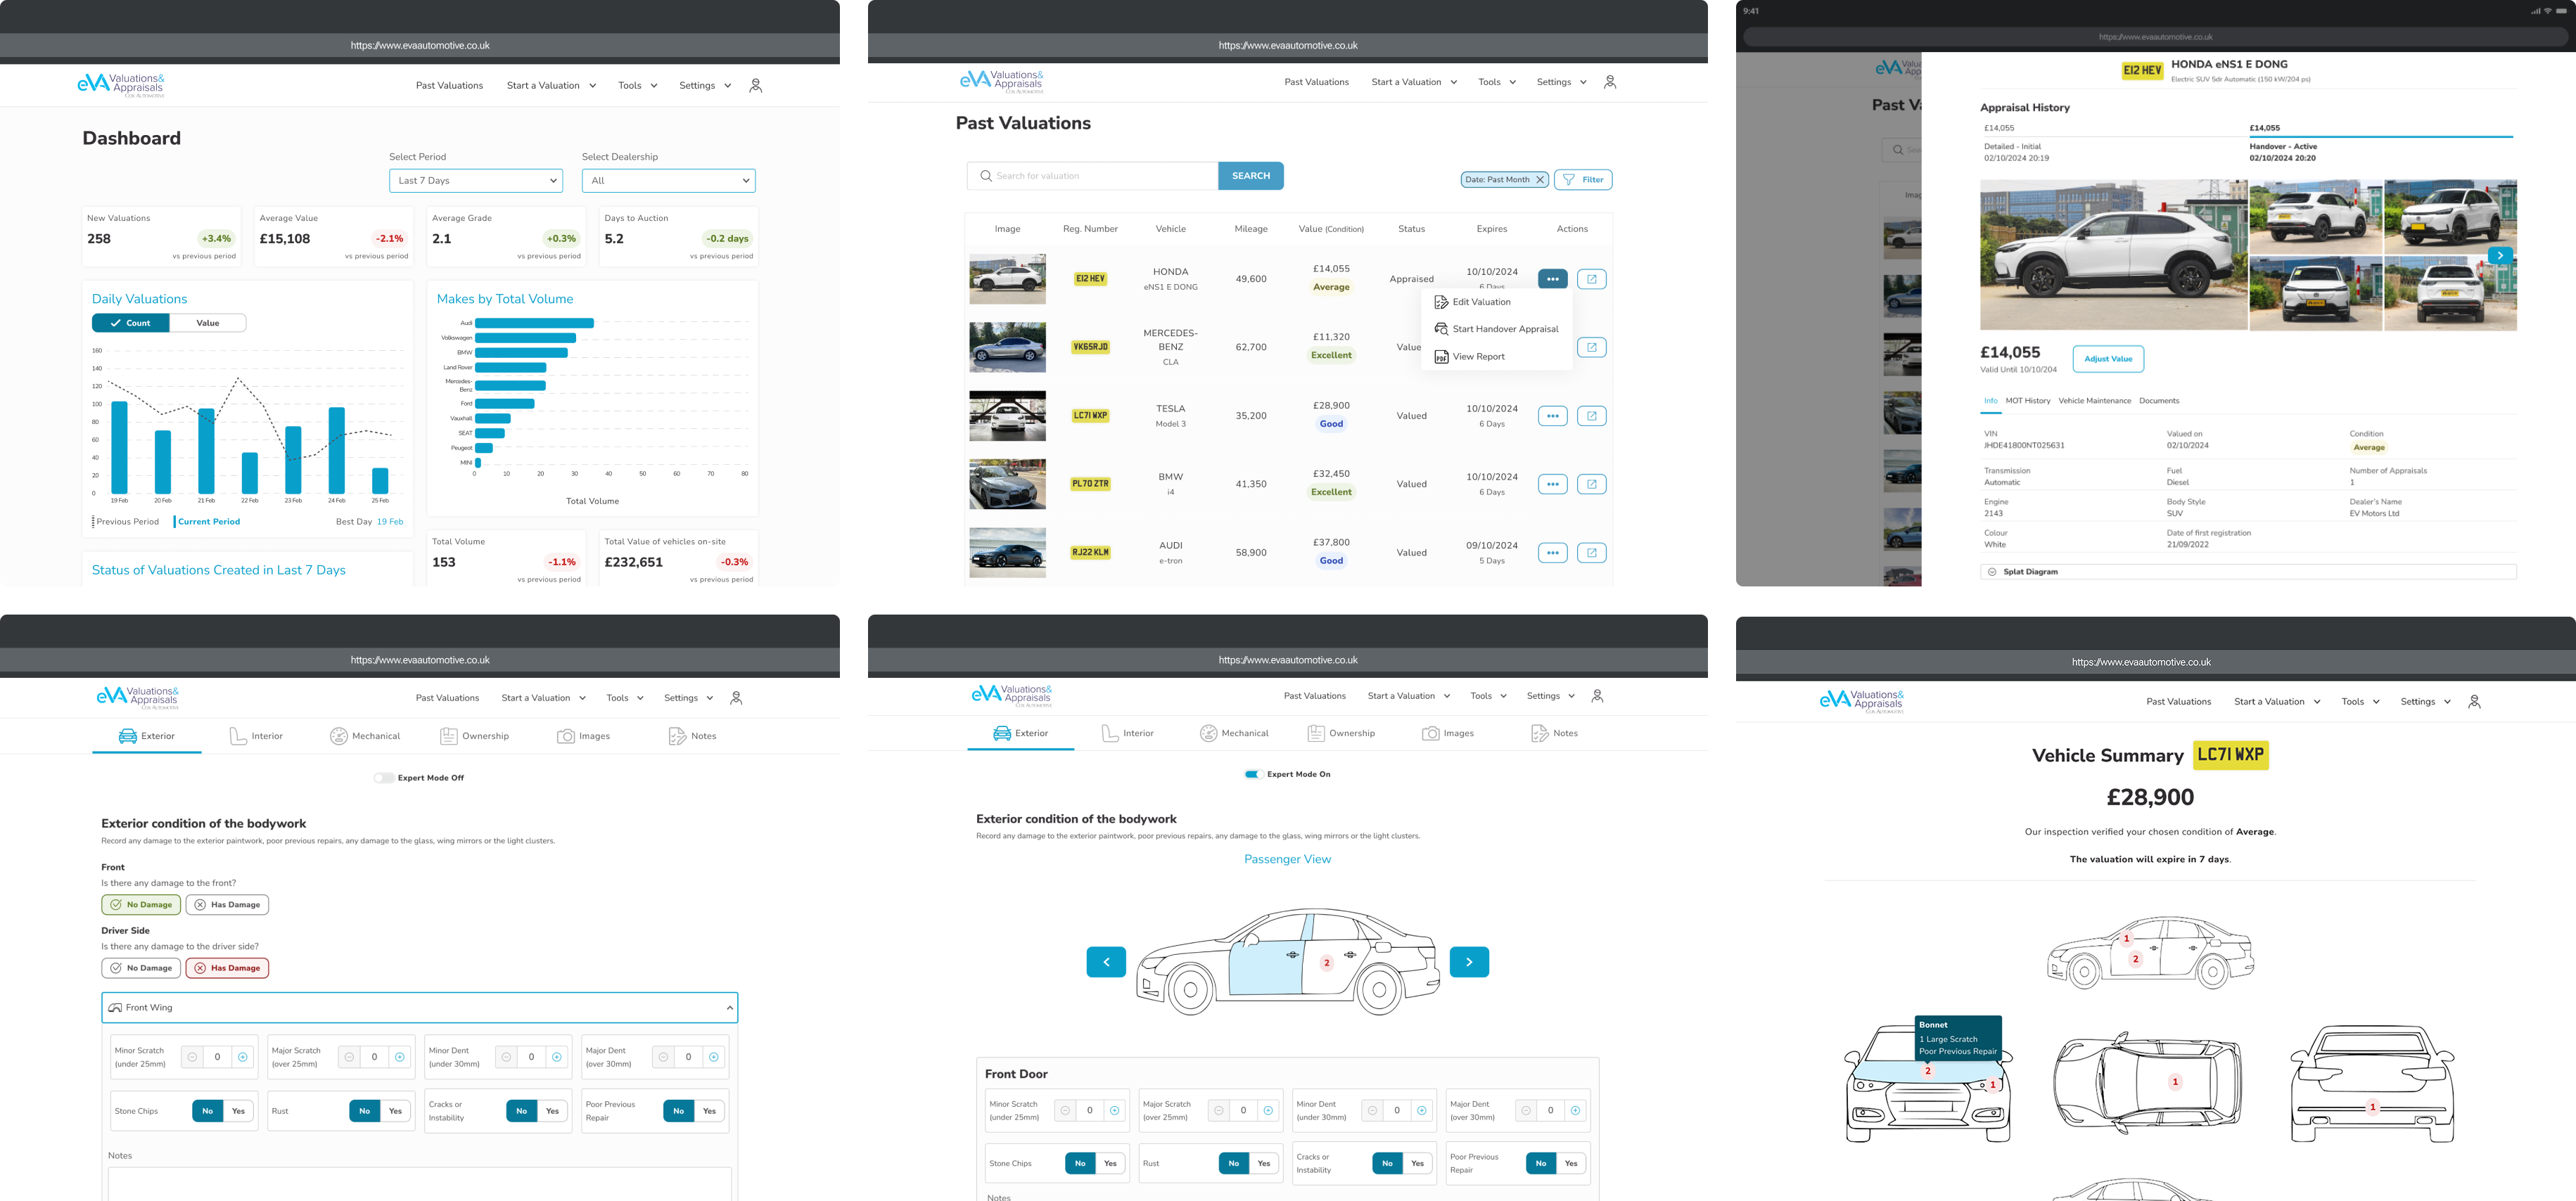 https://www.evaautomotive.co.uk
eVA Valuations&
Appraisals
COX AUTOMOTIVE
Past Valuations
Start a Valuation
Tools
Settings
Dashboard
Select Period
Last 7 Days
Select Dealership
All
New Valuations
258
+3.4%
vs previous period
Average Value
£15,108
-2.1%
vs previous period
Average Grade
2.1
+0.3%
vs previous period
Days to Auction
5.2
-0.2 days
vs previous period
Daily Valuations
Count
Value
160
140
120
100
80
60
40
20
0
19 Feb
20 Feb
21 Feb
22 Feb
23 Feb
24 Feb
25 Feb
Previous Period
Current Period
Best Day 19 Feb
Makes by Total Volume
Audi
Volkswagen
BMW
Land Rover
Mercedes-
Benz
Ford
Vauxhall
SEAT
Peugeot
MINI
0
10
20
30
40
50
60
70
80
Total Volume
Status of Valuations Created in Last 7 Days
Total Volume
153
-1.1%
vs previous period
Total Value of vehicles on-site
£232,651
-0.3%
vs previous period
https://www.evaautomotive.co.uk
eVA Valuations&
Appraisals
COX AUTOMOTIVE
Past Valuations
Start a Valuation
Tools
Settings
Past Valuations
Search for valuation
SEARCH
Date: Past Month
Filter
Image
Reg. Number
Vehicle
Mileage
Value (Condition)
Status
Expires
Actions
E12 HEV
HONDA
eNS1 E DONG
49,600
£14,055
Average
Appraised
10/10/2024
6 Days
Edit Valuation
Start Handover Appraisal
View Report
VK65RJD
MERCEDES-
BENZ
CLA
62,700
£11,320
Excellent
Value
LC71 WXP
TESLA
Model 3
35,200
£28,900
Good
Valued
10/10/2024
6 Days
PL70 ZTR
BMW
i4
41,350
£32,450
Excellent
Valued
10/10/2024
6 Days
RJ22 KLM
AUDI
e-tron
58,900
£37,800
Good
Valued
09/10/2024
5 Days
9:41
https://www.evaautomotive.co.uk
eVA Valu
App
Past Va
Sea
Imag
E12 HEV
HONDA eNS1 E DONG
Electric SUV 5dr Automatic (150 kW/204 ps)
Appraisal History
£14,055
Detailed - Initial
02/10/2024 20:19
£14,055
Handover - Active
02/10/2024 20:20
£14,055
Valid Until 10/10/204
Adjust Value
Info
MOT History
Vehicle Maintenance
Documents
VIN
JHDE41800NT025631
Valued on
02/10/2024
Condition
Average
Transmission
Automatic
Fuel
Diesel
Number of Appraisals
1
Engine
2143
Body Style
SUV
Dealer's Name
EV Motors Ltd
Colour
White
Date of first registration
21/09/2022
Splat Diagram
https://www.evaautomotive.co.uk
eVA Valuations&
Appraisals
COX AUTOMOTIVE
Past Valuations
Start a Valuation
Tools
Settings
Exterior
Interior
Mechanical
Ownership
Images
Notes
Expert Mode Off
Exterior condition of the bodywork
Record any damage to the exterior paintwork, poor previous repairs, any damage to the glass, wing mirrors or the light clusters.
Front
Is there any damage to the front?
No Damage
Has Damage
Driver Side
Is there any damage to the driver side?
No Damage
Has Damage
Front Wing
Minor Scratch
(under 25mm)
0
Major Scratch
(over 25mm)
0
Minor Dent
(under 30mm)
0
Major Dent
(over 30mm)
0
Stone Chips
No
Yes
Rust
No
Yes
Cracks or
Instability
No
Yes
Poor Previous
Repair
No
Yes
Notes
https://www.evaautomotive.co.uk
eVA Valuations&
Appraisals
COX AUTOMOTIVE
Past Valuations
Start a Valuation
Tools
Settings
Exterior
Interior
Mechanical
Ownership
Images
Notes
Expert Mode On
Exterior condition of the bodywork
Record any damage to the exterior paintwork, poor previous repairs, any damage to the glass, wing mirrors or the light clusters.
Passenger View
2
Front Door
Minor Scratch
(under 25mm)
0
Major Scratch
(over 25mm)
0
Minor Dent
(under 30mm)
0
Major Dent
(over 30mm)
0
Stone Chips
No
Yes
Rust
No
Yes
Cracks or
Instability
No
Yes
Poor Previous
Repair
No
Yes
Notes
https://www.evaautomotive.co.uk
eVA Valuations&
Appraisals
COX AUTOMOTIVE
Past Valuations
Start a Valuation
Tools
Settings
Vehicle Summary
LC71 WXP
£28,900
Our inspection verified your chosen condition of Average.
The valuation will expire in 7 days.
1
2
Bonnet
1 Large Scratch
Poor Previous Repair
2
1
1
1